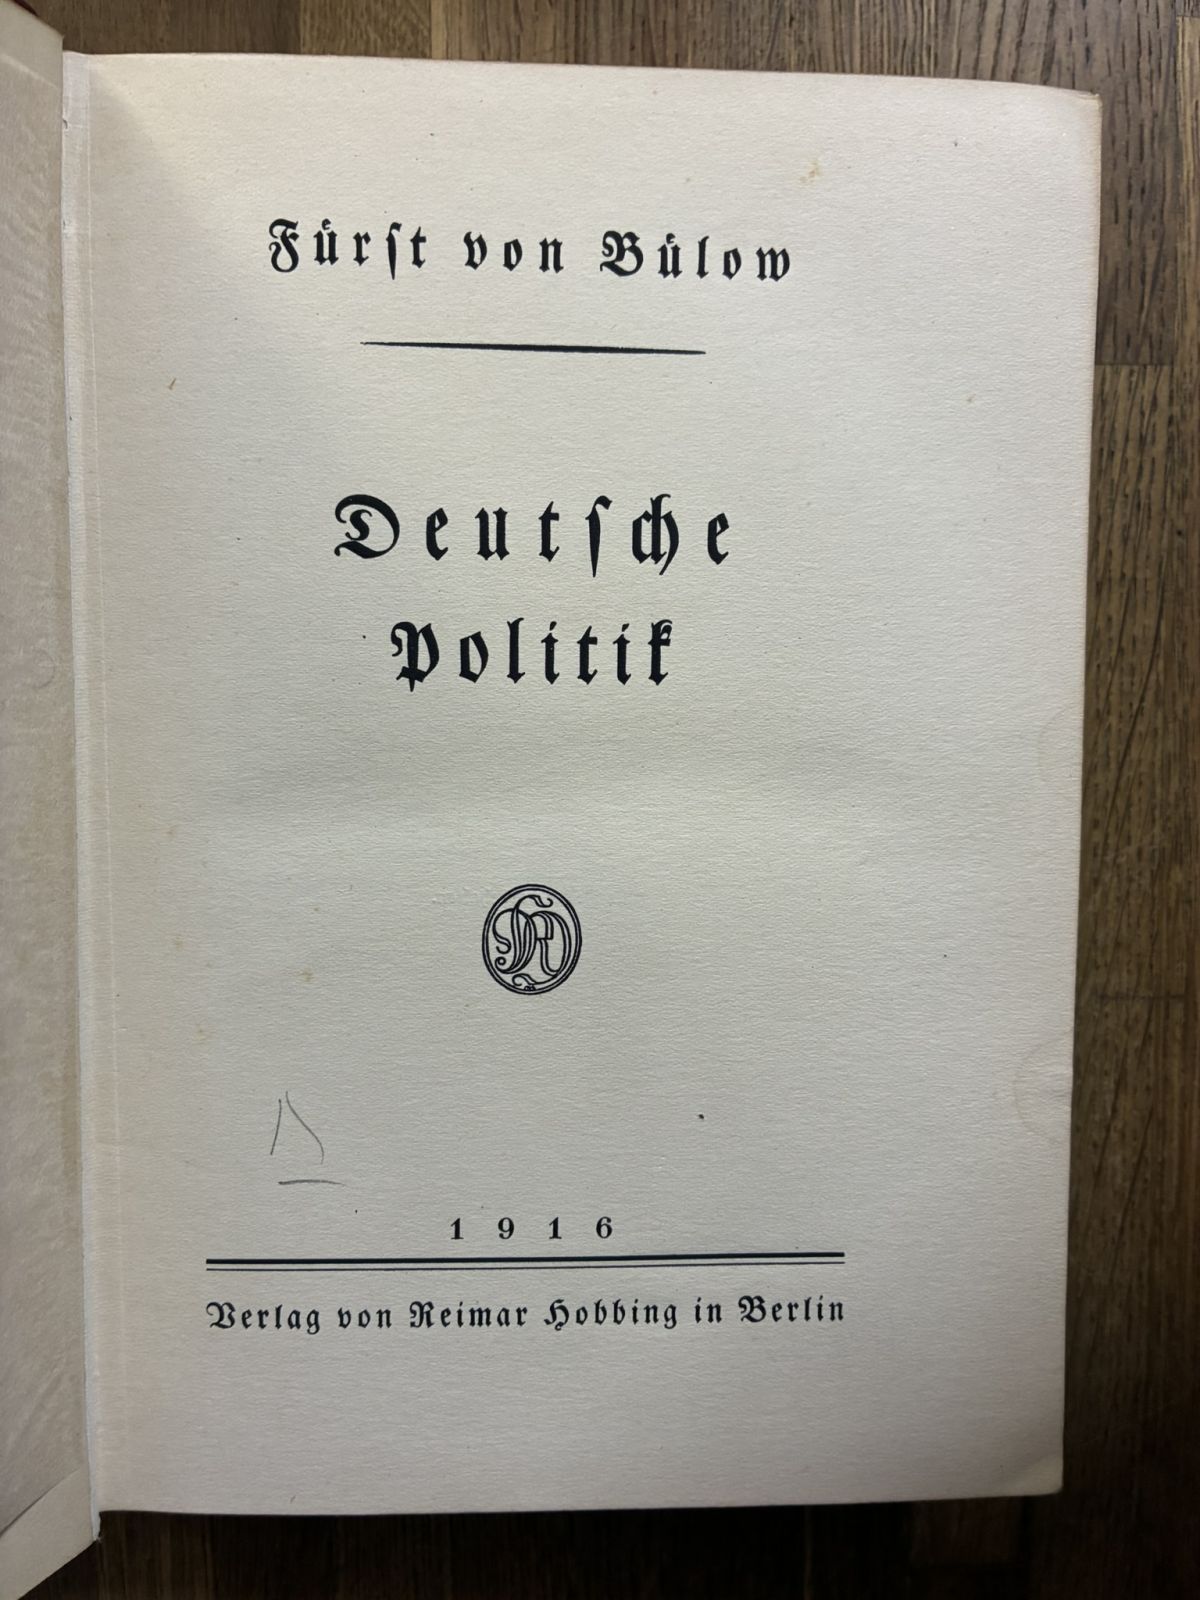 Fürſt von Bülow
Deutſche
Politik
1916
Verlag von Reimar Hobbing in Berlin